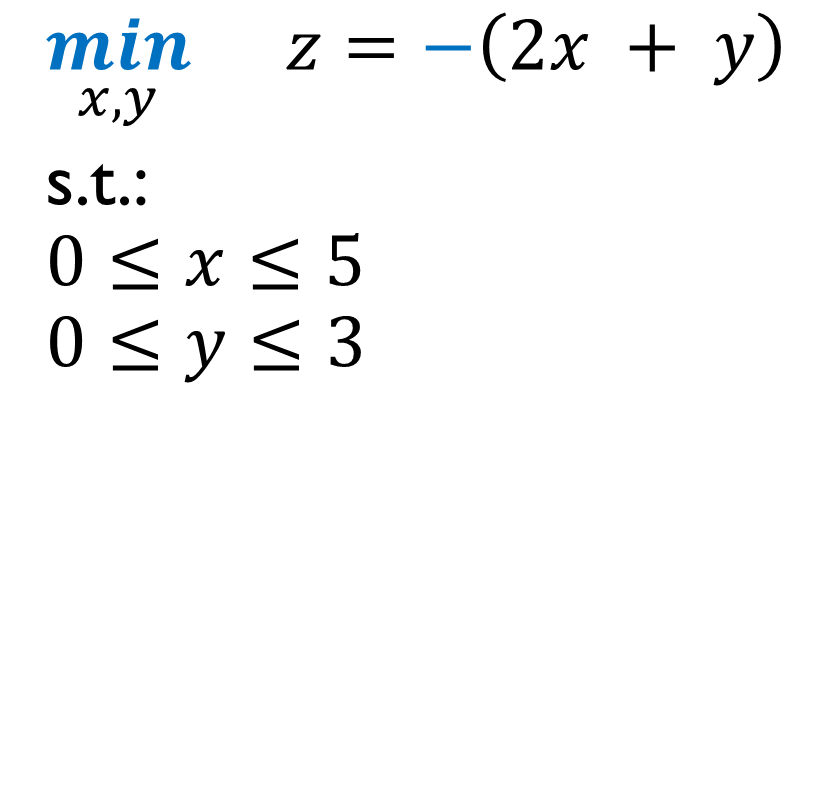 min z = −(2x + y)
x,y
s.t.:
0 ≤ x ≤ 5
0 ≤ y ≤ 3